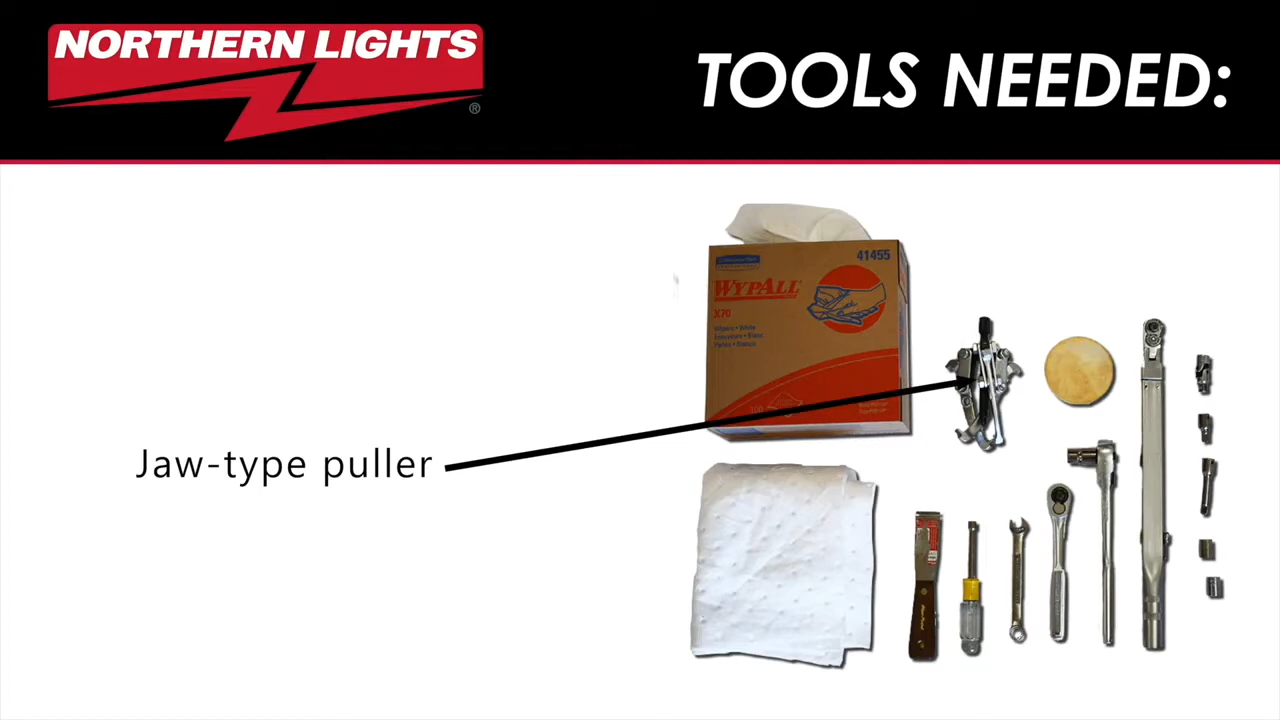 NORTHERN LIGHTS
®
TOOLS NEEDED:
41455
WYPALL
X70
Jaw-type puller